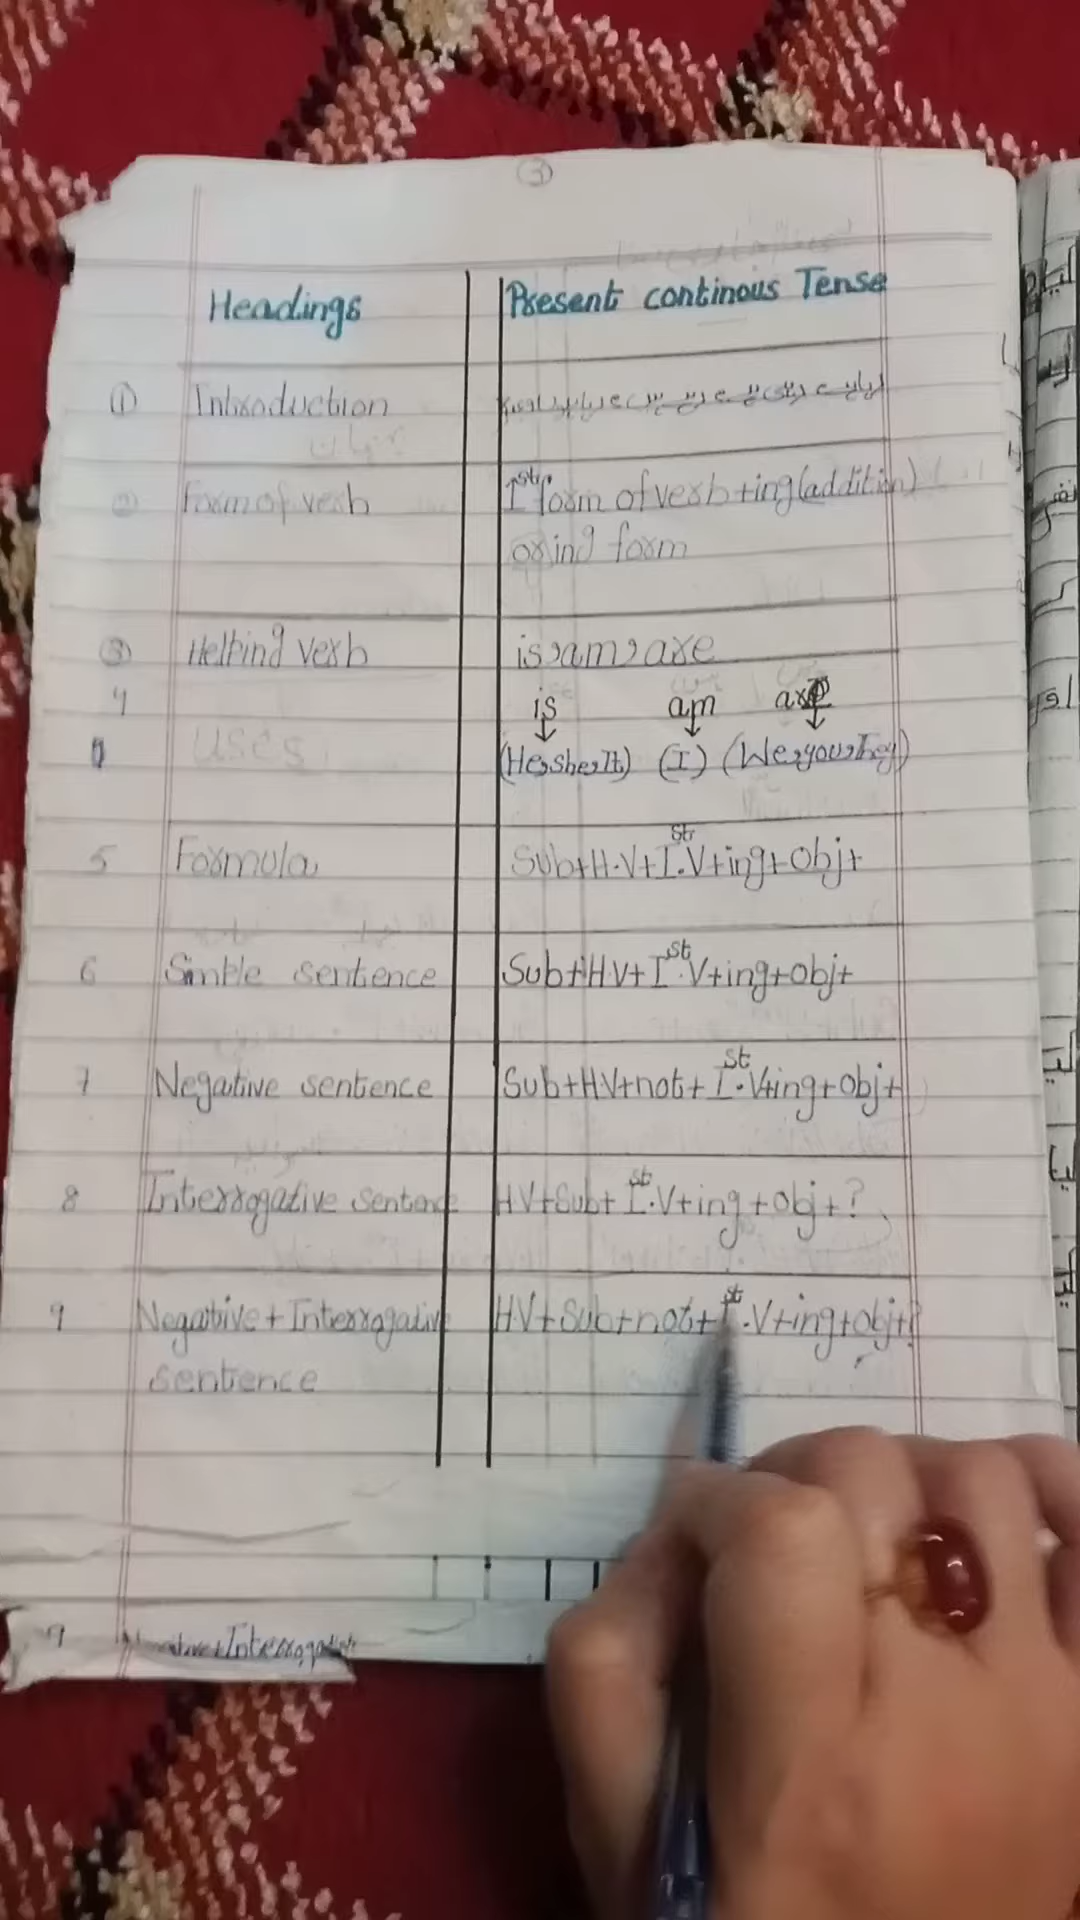 3
Headings Present continous Tense
1 Introduction
2 Form of verb Ist form of verb+ing(addition)
or ing form
3 Helping verb is, am, are
4 is am are
Uses (He, she, It) (I) (We, you, They)
5 Formula Sub+H.V+Ist.V+ing+obj+
6 Simple sentence Sub+H.V+Ist.V+ing+obj+
7 Negative sentence Sub+H.V+not+Ist.V+ing+obj+
8 Interrogative sentence H.V+Sub+Ist.V+ing+obj+?
9 Negative+Interrogative H.V+Sub+not+Ist.V+ing+obj+?
sentence
9